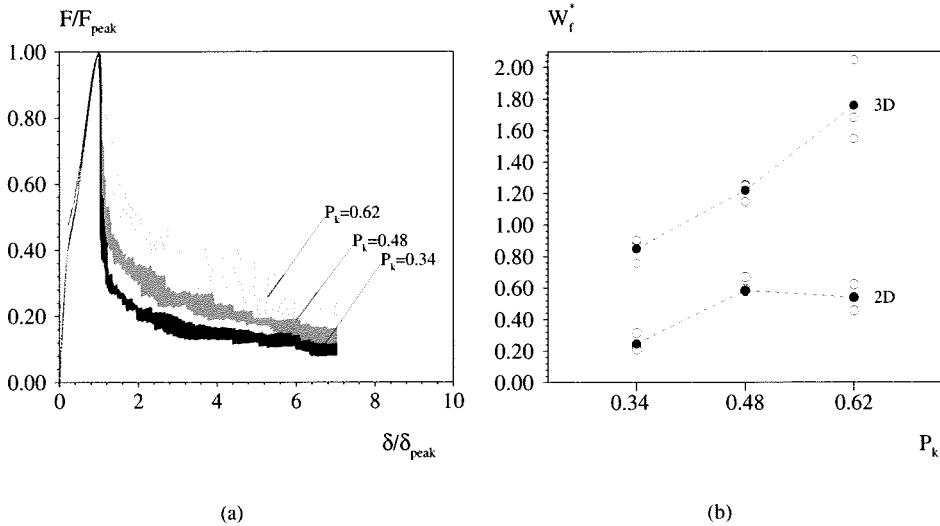 F/F_peak
1.00
0.80
0.60
0.40
0.20
0.00
0 2 4 6 8 10
P_k=0.62
P_k=0.48
P_k=0.34
δ/δ_peak
(a)
W_f^*
2.00
1.80
1.60
1.40
1.20
1.00
0.80
0.60
0.40
0.20
0.00
3D
2D
0.34 0.48 0.62
P_k
(b)